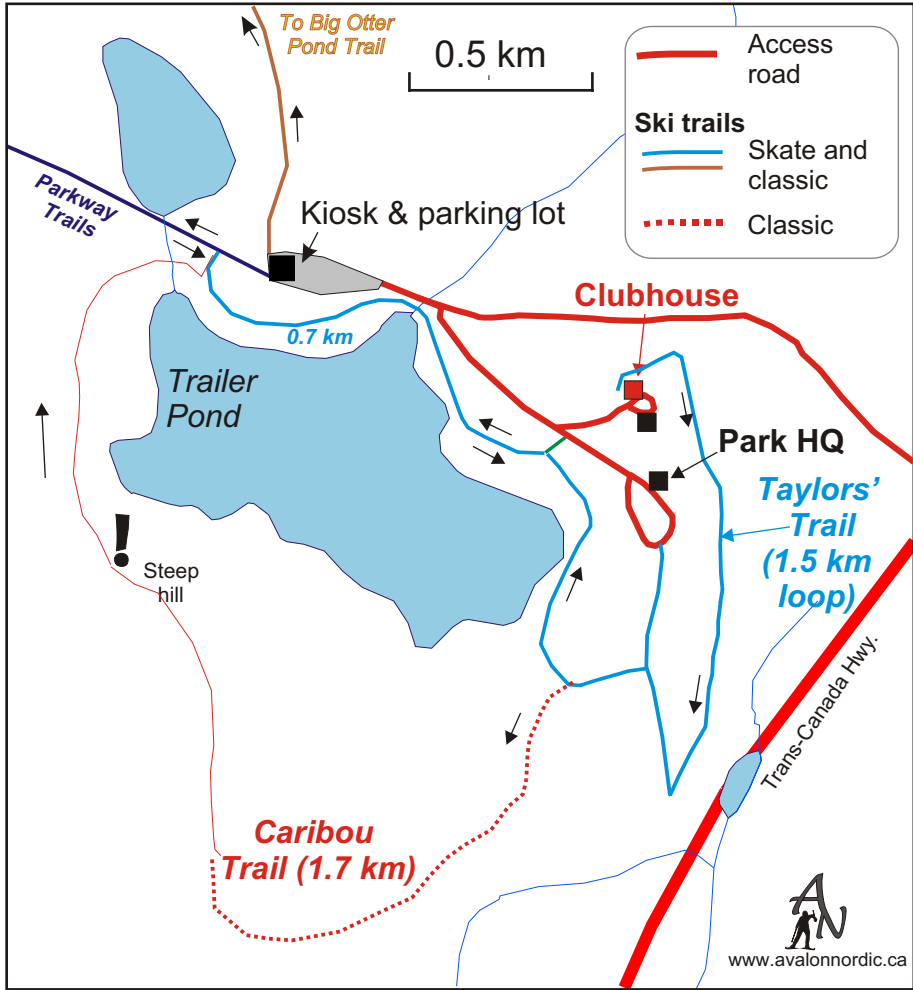 To Big Otter
Pond Trail
0.5 km
Access
road
Ski trails
Skate and
classic
Classic
Parkway
Trails
Kiosk & parking lot
Clubhouse
0.7 km
Trailer
Pond
Park HQ
Taylors’
Trail
(1.5 km
loop)
!
Steep
hill
Trans-Canada Hwy.
Caribou
Trail (1.7 km)
AN
www.avalonnordic.ca